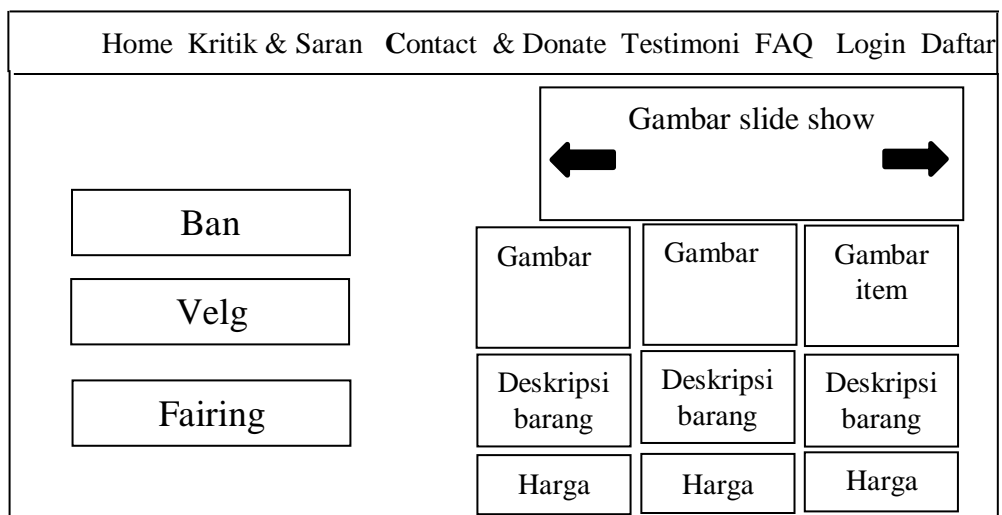 Home Kritik & Saran Contact & Donate Testimoni FAQ Login Daftar
Gambar slide show
Ban
Velg
Fairing
Gambar
Gambar
Gambar
item
Deskripsi
barang
Deskripsi
barang
Deskripsi
barang
Harga
Harga
Harga